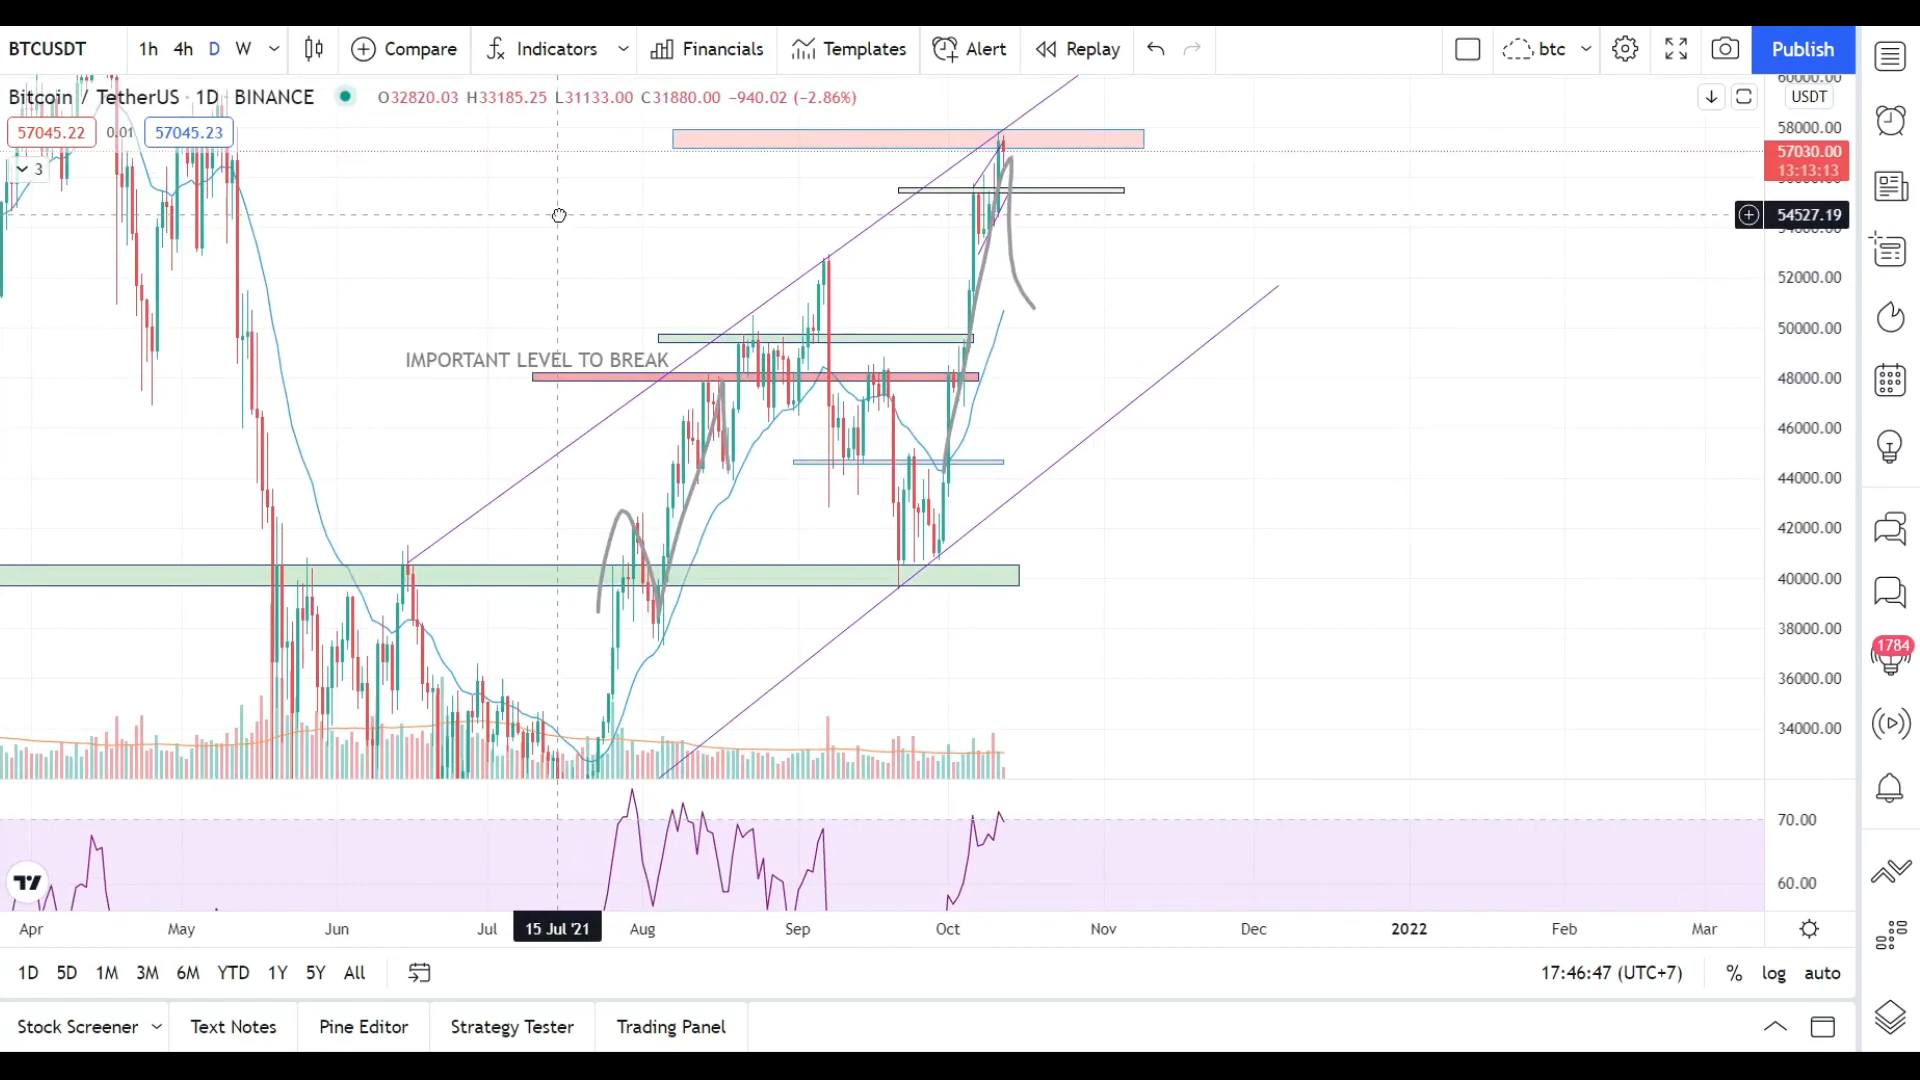 BTCUSDT 1h 4h D W Compare Indicators Financials Templates Alert Replay btc Publish
Bitcoin / TetherUS · 1D · BINANCE O32820.03 H33185.25 L31133.00 C31880.00 −940.02 (−2.86%)
57045.22 0.01 57045.23
3
60000.00
USDT
58000.00
57030.00
13:13:13
54527.19
52000.00
50000.00
IMPORTANT LEVEL TO BREAK
48000.00
46000.00
44000.00
42000.00
40000.00
38000.00
36000.00
34000.00
1784
70.00
60.00
Apr May Jun Jul 15 Jul '21 Aug Sep Oct Nov Dec 2022 Feb Mar
1D 5D 1M 3M 6M YTD 1Y 5Y All 17:46:47 (UTC+7) % log auto
Stock Screener Text Notes Pine Editor Strategy Tester Trading Panel